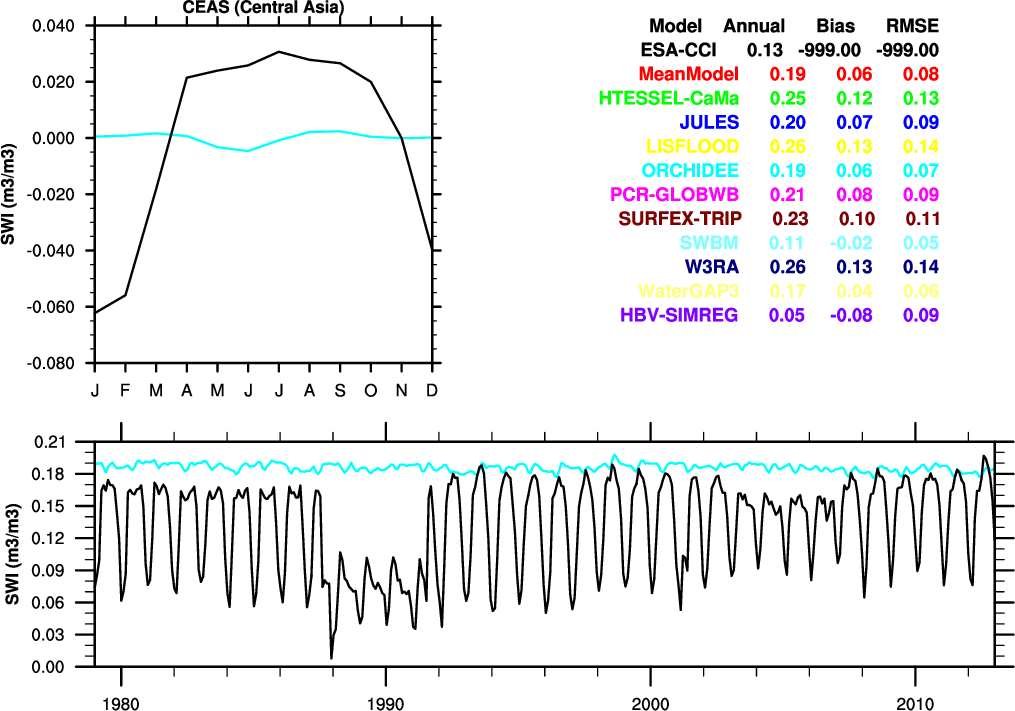 CEAS (Central Asia)
0.040
0.020
0.000
-0.020
-0.040
-0.060
-0.080
SWI (m3/m3)
J F M A M J J A S O N D
Model Annual Bias RMSE
ESA-CCI 0.13 -999.00 -999.00
MeanModel 0.19 0.06 0.08
HTESSEL-CaMa 0.25 0.12 0.13
JULES 0.20 0.07 0.09
LISFLOOD 0.26 0.13 0.14
ORCHIDEE 0.19 0.06 0.07
PCR-GLOBWB 0.21 0.08 0.09
SURFEX-TRIP 0.23 0.10 0.11
SWBM 0.11 -0.02 0.05
W3RA 0.26 0.13 0.14
WaterGAP3 0.17 0.04 0.06
HBV-SIMREG 0.05 -0.08 0.09
0.21
0.18
0.15
0.12
0.09
0.06
0.03
0.00
SWI (m3/m3)
1980 1990 2000 2010